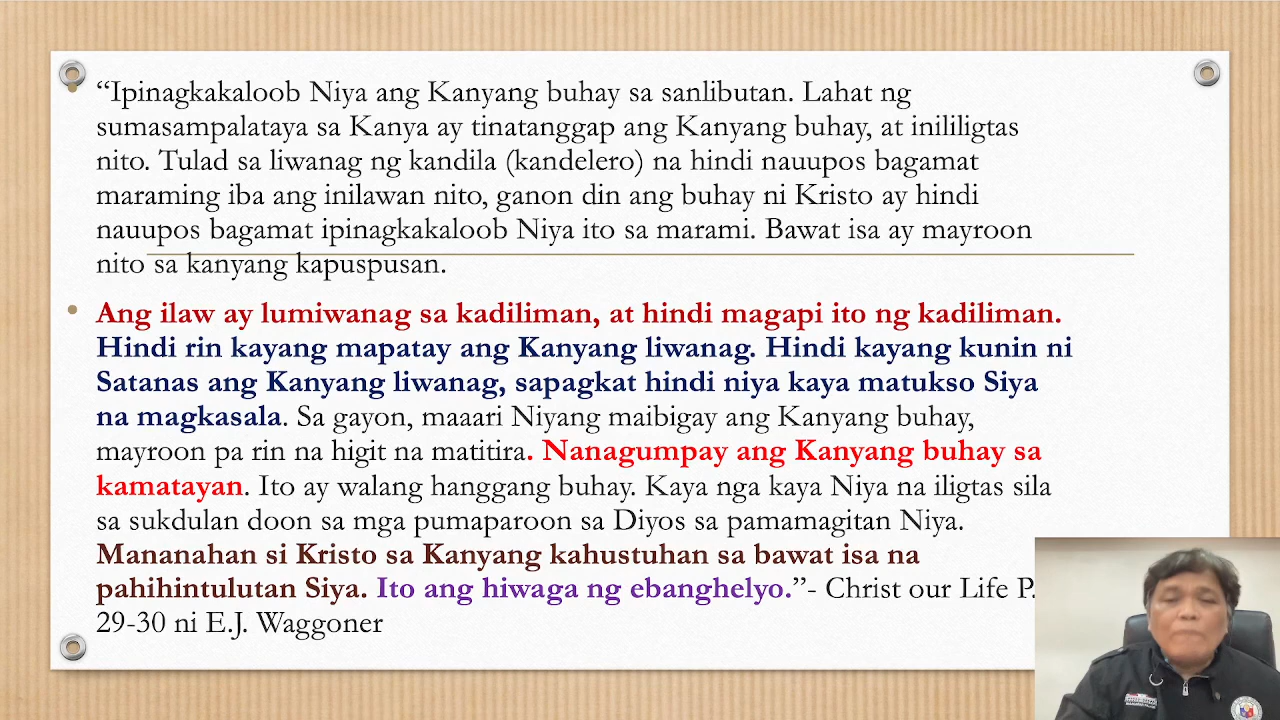 “Ipinagkakaloob Niya ang Kanyang buhay sa sanlibutan. Lahat ng
sumasampalataya sa Kanya ay tinatanggap ang Kanyang buhay, at inililigtas
nito. Tulad sa liwanag ng kandila (kandelero) na hindi nauupos bagamat
maraming iba ang inilawan nito, ganon din ang buhay ni Kristo ay hindi
nauupos bagamat ipinagkakaloob Niya ito sa marami. Bawat isa ay mayroon
nito sa kanyang kapuspusan.
Ang ilaw ay lumiwanag sa kadiliman, at hindi magapi ito ng kadiliman.
Hindi rin kayang mapatay ang Kanyang liwanag. Hindi kayang kunin ni
Satanas ang Kanyang liwanag, sapagkat hindi niya kaya matukso Siya
na magkasala. Sa gayon, maaari Niyang maibigay ang Kanyang buhay,
mayroon pa rin na higit na matitira. Nanagumpay ang Kanyang buhay sa
kamatayan. Ito ay walang hanggang buhay. Kaya nga kaya Niya na iligtas sila
sa sukdulan doon sa mga pumaparoon sa Diyos sa pamamagitan Niya.
Mananahan si Kristo sa Kanyang kahustuhan sa bawat isa na
pahihintulutan Siya. Ito ang hiwaga ng ebanghelyo.”- Christ our Life P.
29-30 ni E.J. Waggoner